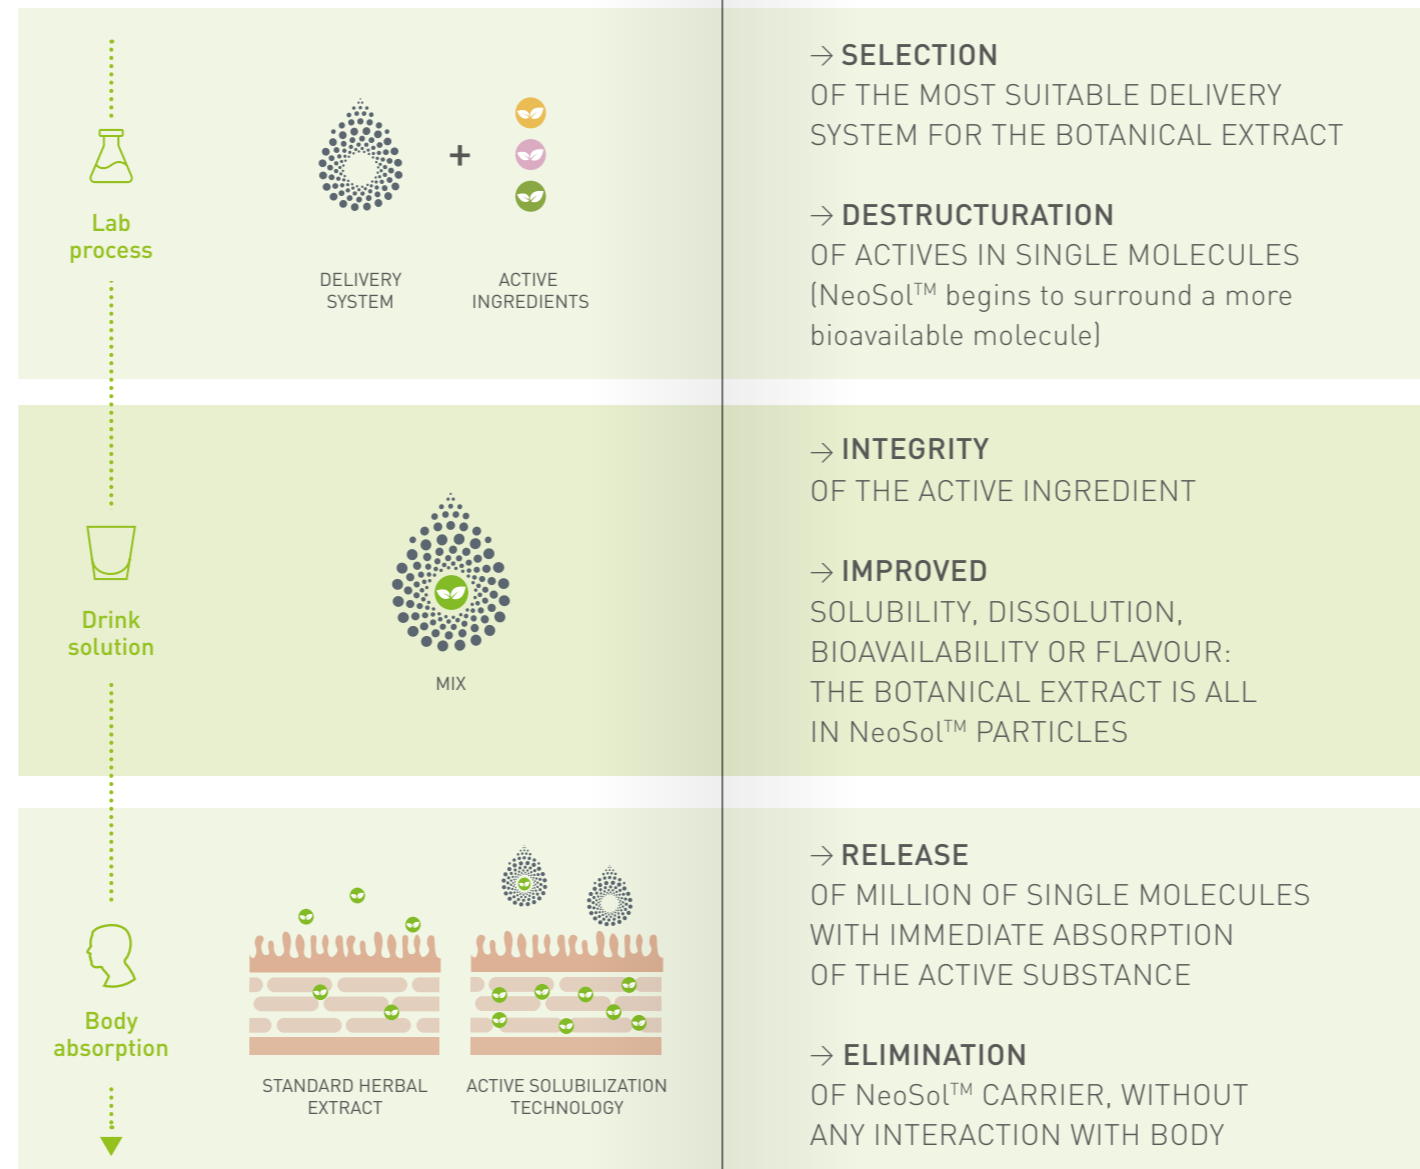 Lab
process
DELIVERY
SYSTEM
+
ACTIVE
INGREDIENTS
→ SELECTION
OF THE MOST SUITABLE DELIVERY
SYSTEM FOR THE BOTANICAL EXTRACT
→ DESTRUCTURATION
OF ACTIVES IN SINGLE MOLECULES
(NeoSol™ begins to surround a more
bioavailable molecule)
Drink
solution
MIX
→ INTEGRITY
OF THE ACTIVE INGREDIENT
→ IMPROVED
SOLUBILITY, DISSOLUTION,
BIOAVAILABILITY OR FLAVOUR:
THE BOTANICAL EXTRACT IS ALL
IN NeoSol™ PARTICLES
Body
absorption
STANDARD HERBAL
EXTRACT
ACTIVE SOLUBILIZATION
TECHNOLOGY
→ RELEASE
OF MILLION OF SINGLE MOLECULES
WITH IMMEDIATE ABSORPTION
OF THE ACTIVE SUBSTANCE
→ ELIMINATION
OF NeoSol™ CARRIER, WITHOUT
ANY INTERACTION WITH BODY